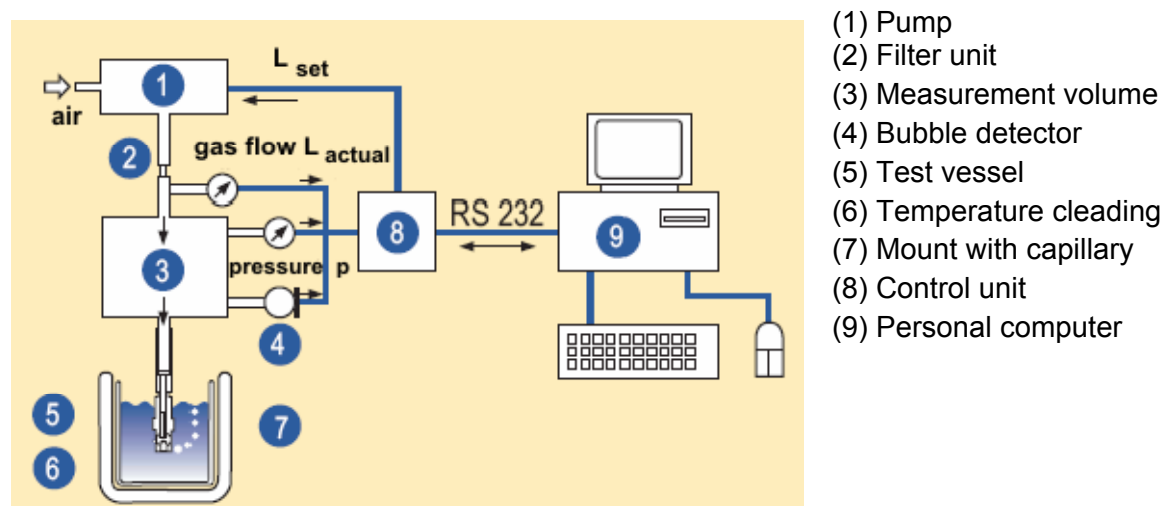 L set
1
air
2
gas flow L actual
8
RS 232
9
3
pressure p
4
5
7
6
(1) Pump
(2) Filter unit
(3) Measurement volume
(4) Bubble detector
(5) Test vessel
(6) Temperature cleading
(7) Mount with capillary
(8) Control unit
(9) Personal computer